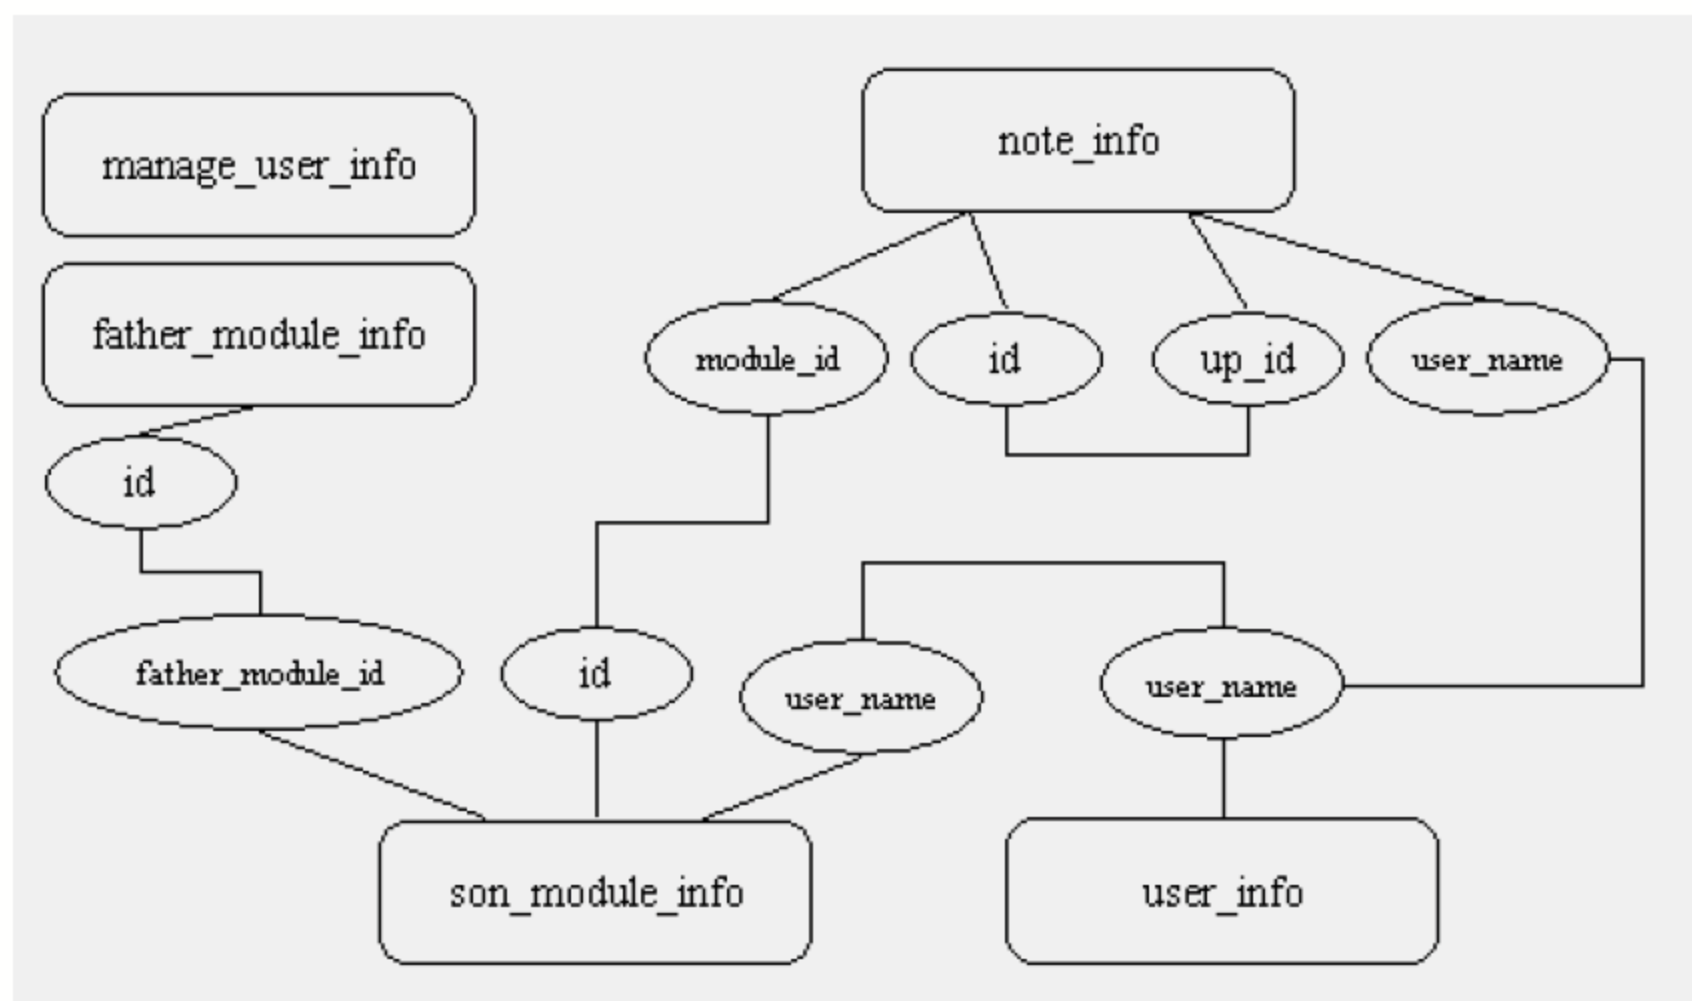 manage_user_info
note_info
father_module_info
module_id
id
up_id
user_name
id
father_module_id
id
user_name
user_name
son_module_info
user_info